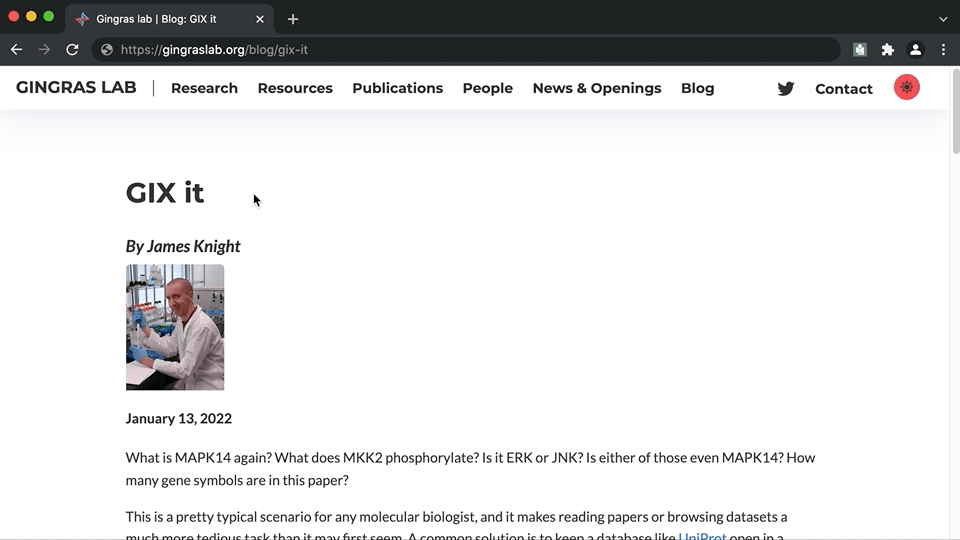 Gingras lab | Blog: GIX it
https://gingraslab.org/blog/gix-it
GINGRAS LAB | Research Resources Publications People News & Openings Blog Contact
GIX it
By James Knight
January 13, 2022
What is MAPK14 again? What does MKK2 phosphorylate? Is it ERK or JNK? Is either of those even MAPK14? How
many gene symbols are in this paper?
This is a pretty typical scenario for any molecular biologist, and it makes reading papers or browsing datasets a
much more tedious task than it may first seem. A common solution is to keep a database like UniProt open in a